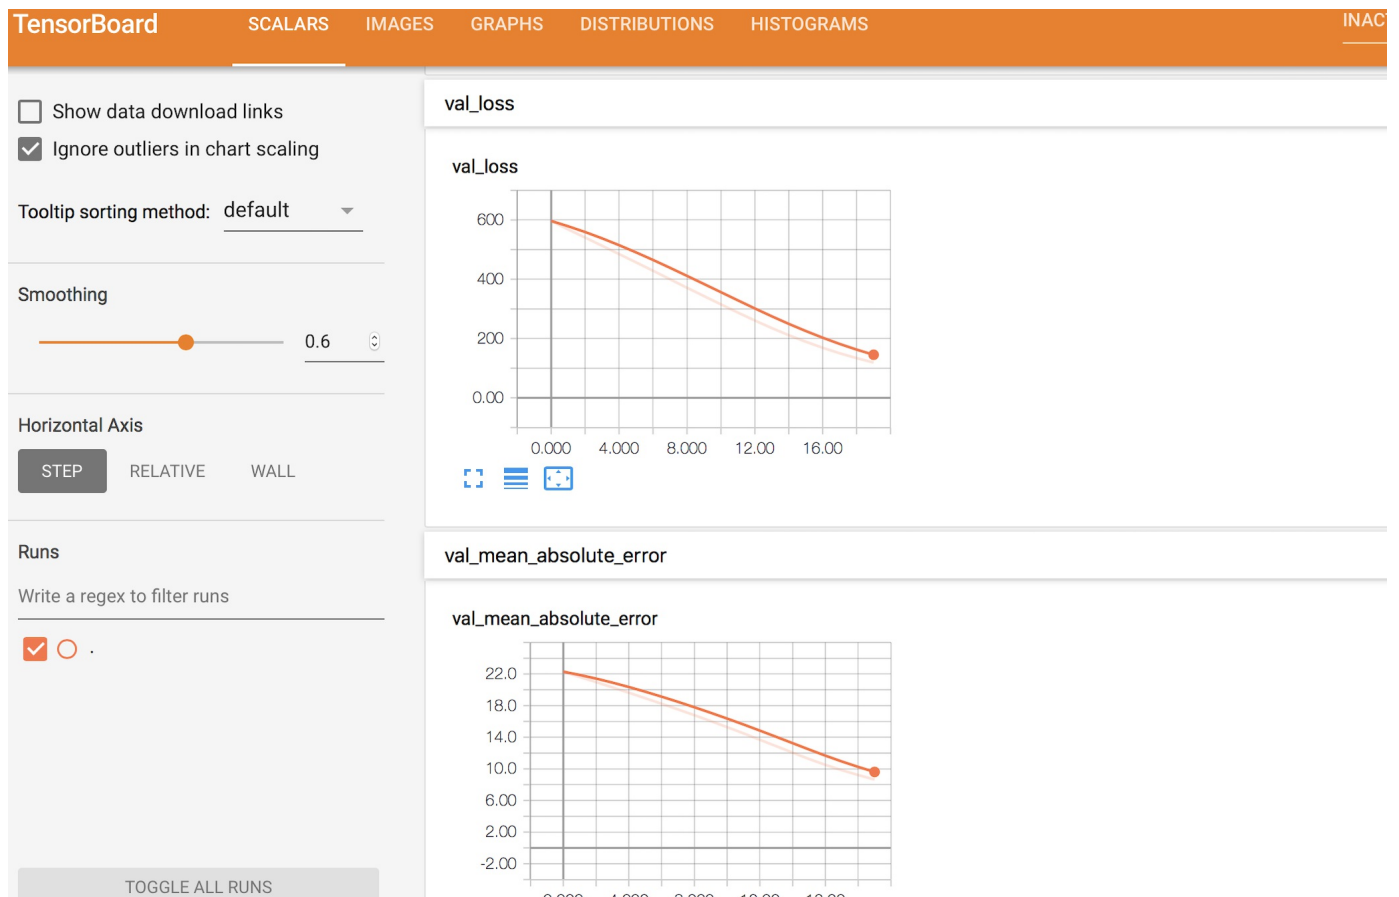 TensorBoard SCALARS IMAGES GRAPHS DISTRIBUTIONS HISTOGRAMS
Show data download links
Ignore outliers in chart scaling
Tooltip sorting method: default
Smoothing
0.6
Horizontal Axis
STEP RELATIVE WALL
Runs
Write a regex to filter runs
.
TOGGLE ALL RUNS
val_loss
val_loss
600
400
200
0.00
0.000 4.000 8.000 12.00 16.00
val_mean_absolute_error
val_mean_absolute_error
22.0
18.0
14.0
10.0
6.00
2.00
-2.00